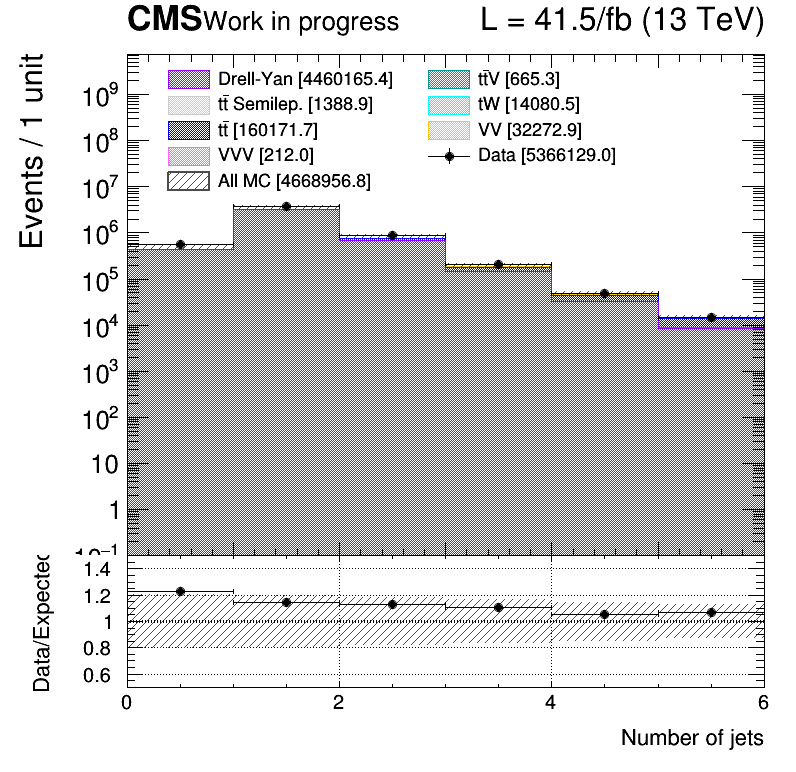 CMS Work in progress L = 41.5/fb (13 TeV)
Events / 1 unit
Drell-Yan [4460165.4]
tt̄ Semilep. [1388.9]
tt̄ [160171.7]
VVV [212.0]
All MC [4668956.8]
tt̄V [665.3]
tW [14080.5]
VV [32272.9]
Data [5366129.0]
10⁹
10⁸
10⁷
10⁶
10⁵
10⁴
10³
10²
10
1
10⁻¹
Data/Expected
1.4
1.2
1
0.8
0.6
0 2 4 6
Number of jets